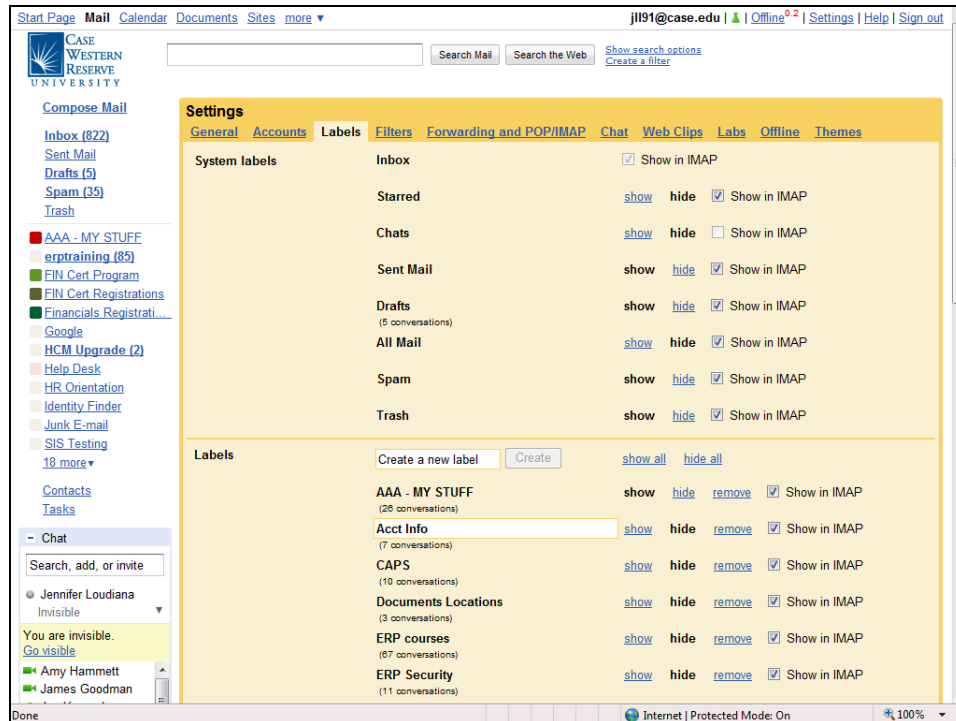 Start Page Mail Calendar Documents Sites more ▼
jll91@case.edu | Offline0.2 | Settings | Help | Sign out
CASE
WESTERN
RESERVE
UNIVERSITY
Search Mail Search the Web Show search options
Create a filter
Compose Mail
Inbox (822)
Sent Mail
Drafts (5)
Spam (35)
Trash
AAA - MY STUFF
erptraining (85)
FIN Cert Program
FIN Cert Registrations
Financials Registrati...
Google
HCM Upgrade (2)
Help Desk
HR Orientation
Identity Finder
Junk E-mail
SIS Testing
18 more▼
Contacts
Tasks
− Chat
Search, add, or invite
Jennifer Loudiana
Invisible ▼
You are invisible.
Go visible
Amy Hammett
James Goodman
Settings
General Accounts Labels Filters Forwarding and POP/IMAP Chat Web Clips Labs Offline Themes
System labels Inbox Show in IMAP
Starred show hide Show in IMAP
Chats show hide Show in IMAP
Sent Mail show hide Show in IMAP
Drafts show hide Show in IMAP
(5 conversations)
All Mail show hide Show in IMAP
Spam show hide Show in IMAP
Trash show hide Show in IMAP
Labels Create a new label Create show all hide all
AAA - MY STUFF show hide remove Show in IMAP
(26 conversations)
Acct Info show hide remove Show in IMAP
(7 conversations)
CAPS show hide remove Show in IMAP
(10 conversations)
Documents Locations show hide remove Show in IMAP
(3 conversations)
ERP courses show hide remove Show in IMAP
(67 conversations)
ERP Security show hide remove Show in IMAP
(11 conversations)
Done Internet | Protected Mode: On 100% ▼